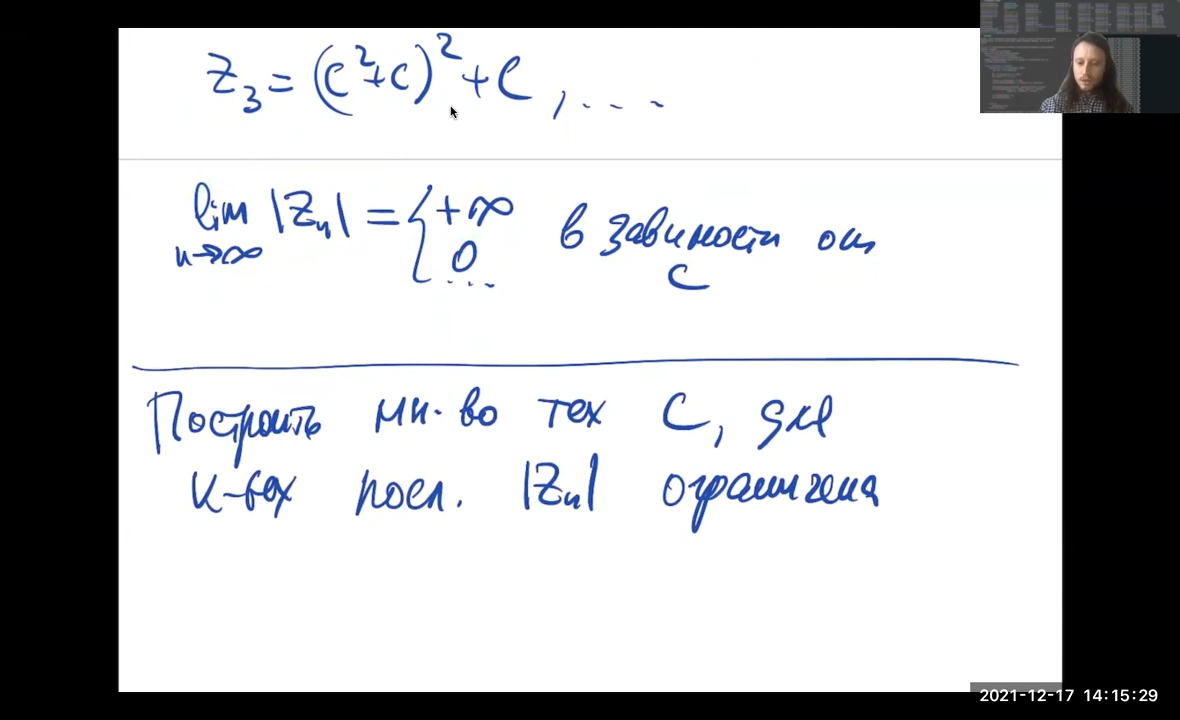 z₃ = (c²+c)² + c , ...
lim |zₙ| = { +∞ в зависимости от
n→∞ 0 c
...
Построить мн-во тех c, для
к-рых посл. |zₙ| ограничена
2021-12-17 14:15:29